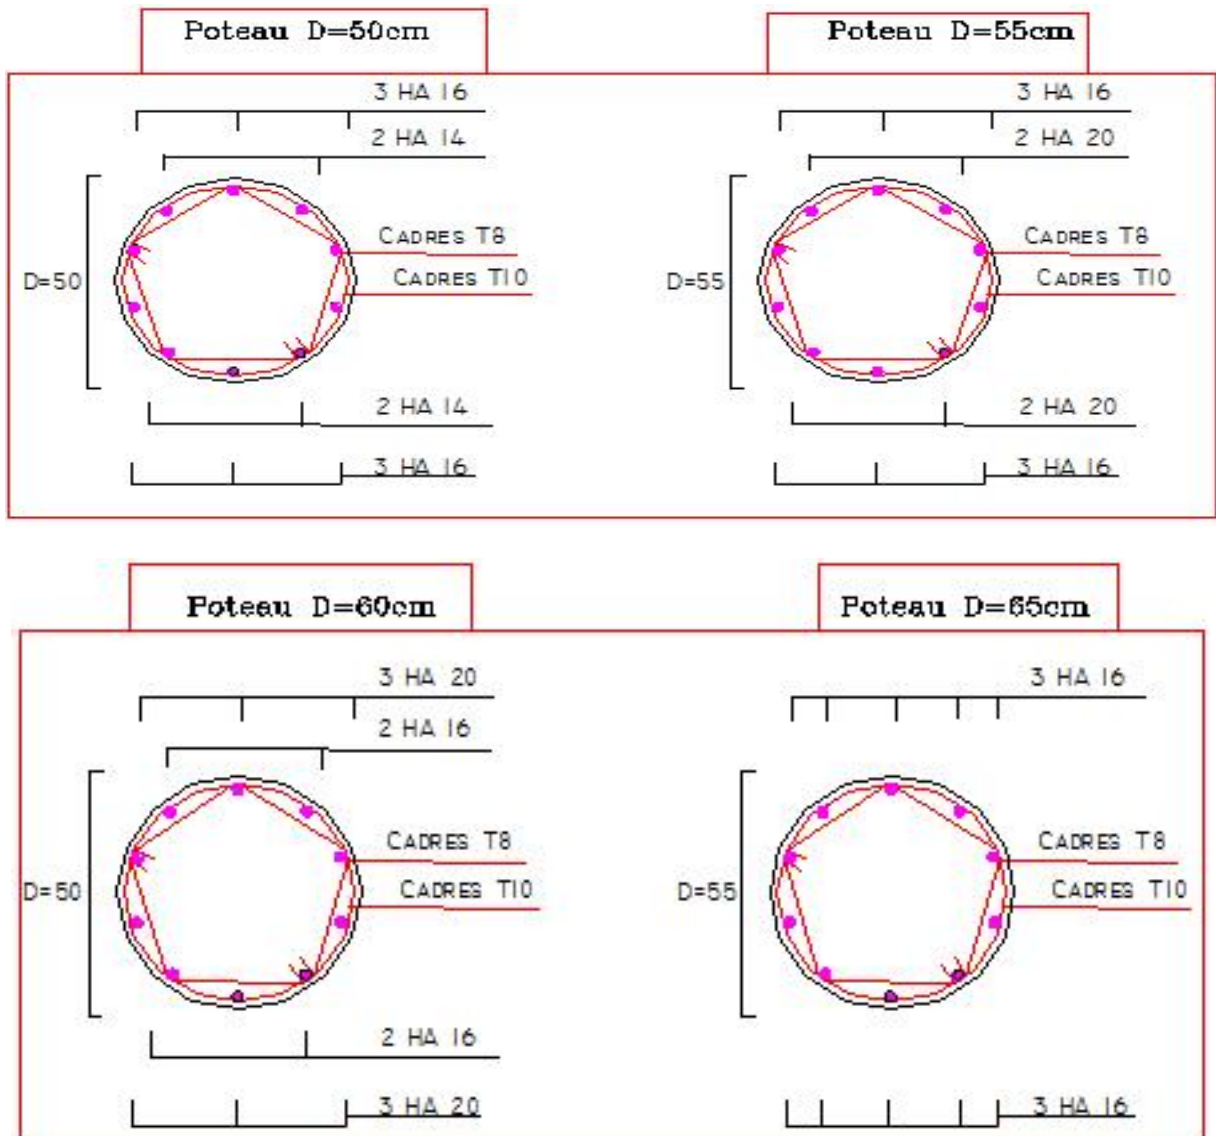 Poteau D=50cm
3 HA 16
2 HA 14
CADRES T8
CADRES T10
D=50
2 HA 14
3 HA 16
Poteau D=55cm
3 HA 16
2 HA 20
CADRES T8
CADRES T10
D=55
2 HA 20
3 HA 16
Poteau D=60cm
3 HA 20
2 HA 16
CADRES T8
CADRES T10
D=50
2 HA 16
3 HA 20
Poteau D=65cm
3 HA 16
CADRES T8
CADRES T10
D=55
3 HA 16